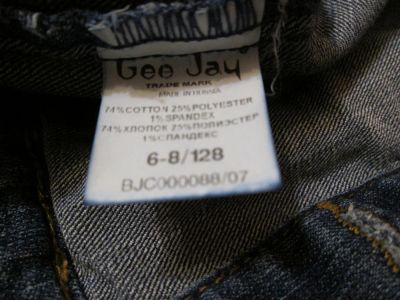 Gee Jay
TRADE MARK
MADE IN RUSSIA
74%COTTON 25%POLYESTER
1%SPANDEX
74%ХЛОПОК 25%ПОЛИЭСТЕР
1%СПАНДЕКС
6-8/128
BJC000088/07